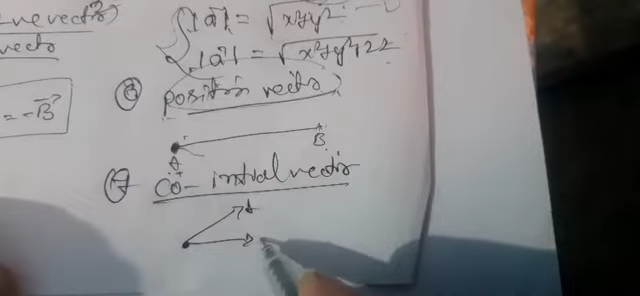 ve vector)
vecto
= -B⃗
|a⃗| = √x²+y²
|a⃗| = √x²+y²+z²
⑥ position vecto
A
B
⑦ co-initial vector
A
B